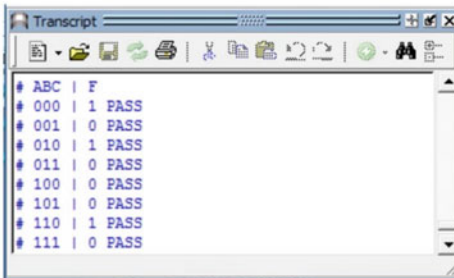 Transcript
# ABC | F
# 000 | 1 PASS
# 001 | 0 PASS
# 010 | 1 PASS
# 011 | 0 PASS
# 100 | 0 PASS
# 101 | 0 PASS
# 110 | 1 PASS
# 111 | 0 PASS